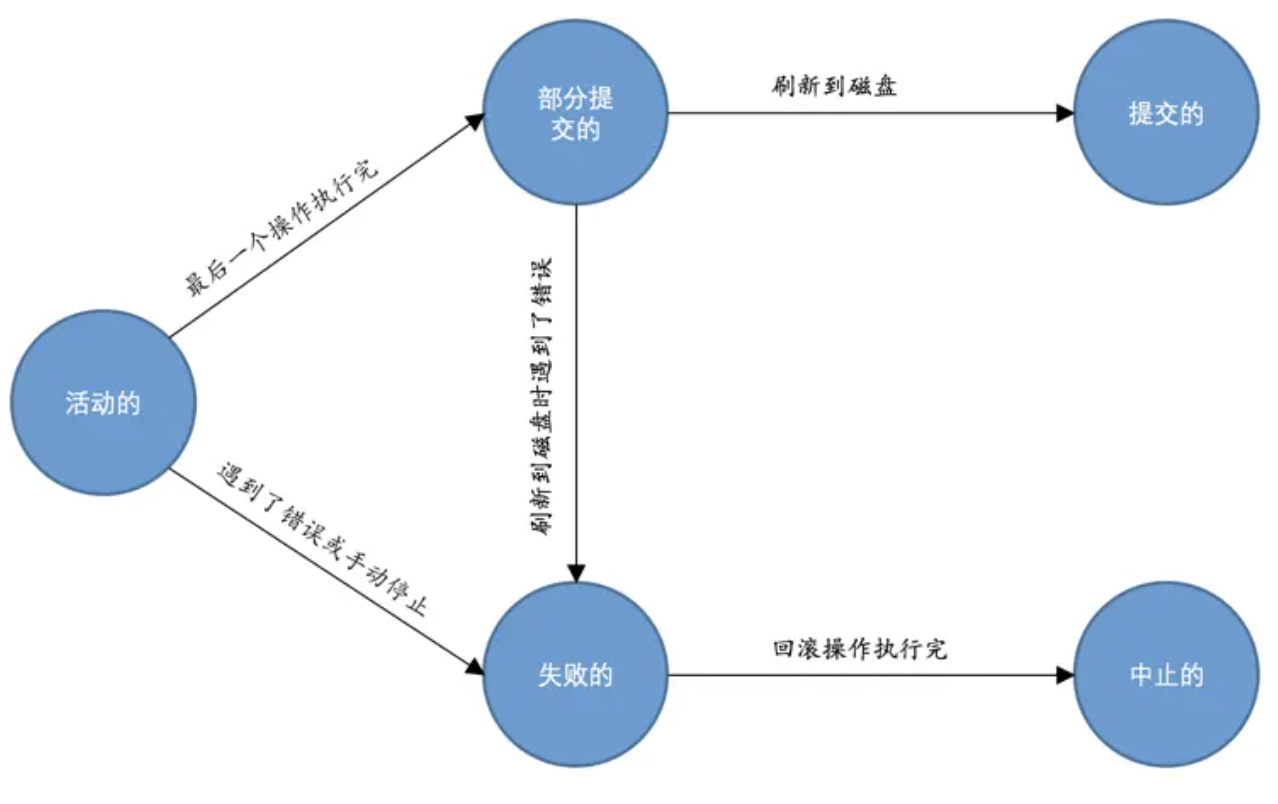 部分提
交的
刷新到磁盘
提交的
最后一个操作执行完
刷新到磁盘时遇到了错误
活动的
遇到了错误或手动停止
失败的
回滚操作执行完
中止的